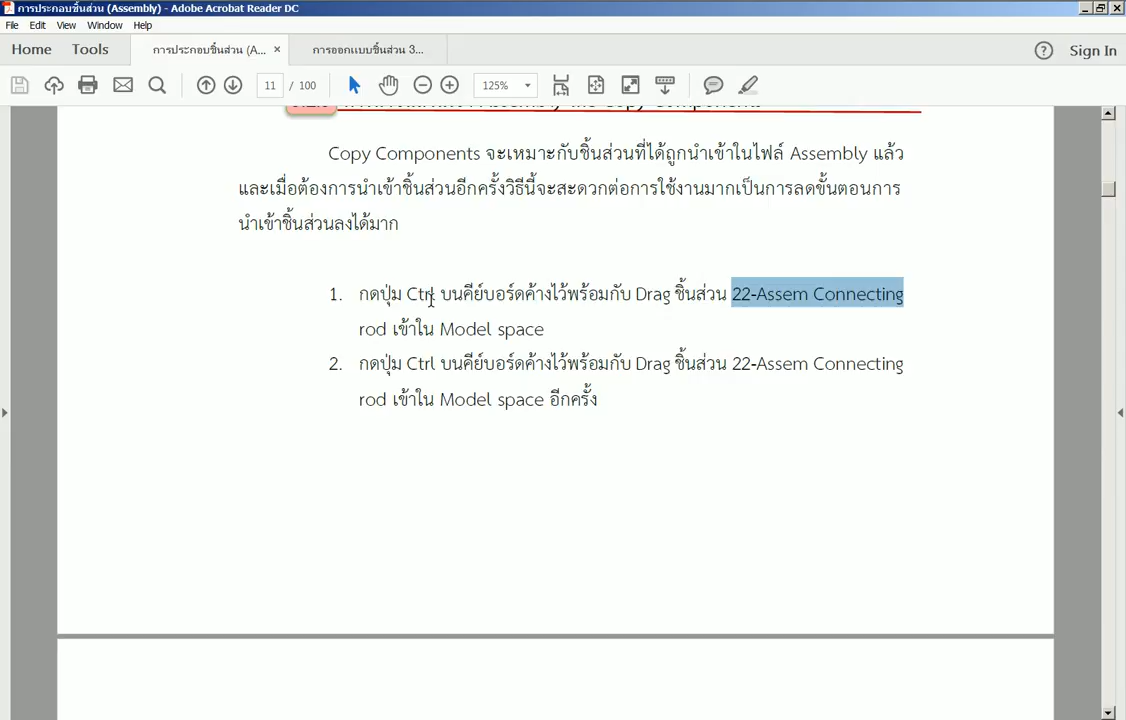 การประกอบชิ้นส่วน (Assembly) - Adobe Acrobat Reader DC
File Edit View Window Help
Home Tools การประกอบชิ้นส่วน (A... × การออกแบบชิ้นส่วน 3... Sign In
11 / 100 125%
Assembly Copy Components
Copy Components จะเหมาะกับชิ้นส่วนที่ได้ถูกนำเข้าในไฟล์ Assembly แล้ว
และเมื่อต้องการนำเข้าชิ้นส่วนอีกครั้งวิธีนี้จะสะดวกต่อการใช้งานมากเป็นการลดขั้นตอนการ
นำเข้าชิ้นส่วนลงได้มาก
1. กดปุ่ม Ctrl บนคีย์บอร์ดค้างไว้พร้อมกับ Drag ชิ้นส่วน 22-Assem Connecting
rod เข้าใน Model space
2. กดปุ่ม Ctrl บนคีย์บอร์ดค้างไว้พร้อมกับ Drag ชิ้นส่วน 22-Assem Connecting
rod เข้าใน Model space อีกครั้ง